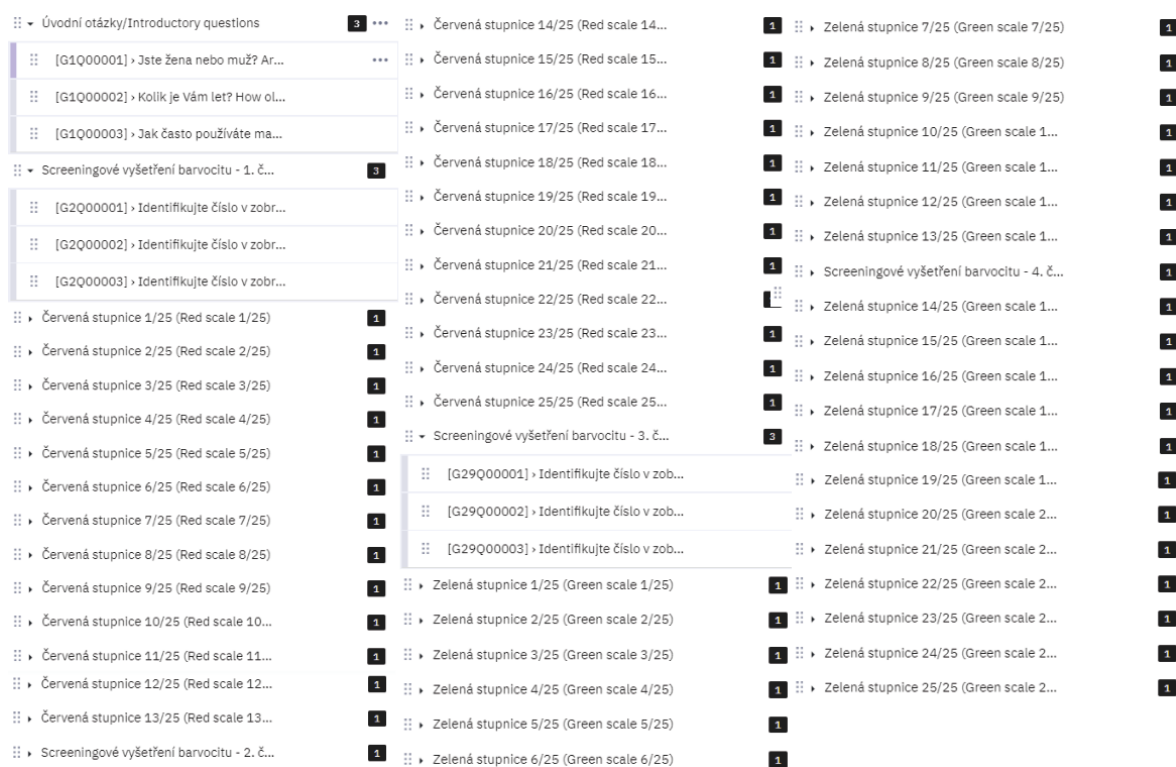 Úvodní otázky/Introductory questions 3
[G1Q00001] › Jste žena nebo muž? Ar...
[G1Q00002] › Kolik je Vám let? How ol...
[G1Q00003] › Jak často používáte ma...
Screeningové vyšetření barvocitu - 1. č... 3
[G2Q00001] › Identifikujte číslo v zobr...
[G2Q00002] › Identifikujte číslo v zobr...
[G2Q00003] › Identifikujte číslo v zobr...
Červená stupnice 1/25 (Red scale 1/25) 1
Červená stupnice 2/25 (Red scale 2/25) 1
Červená stupnice 3/25 (Red scale 3/25) 1
Červená stupnice 4/25 (Red scale 4/25) 1
Červená stupnice 5/25 (Red scale 5/25) 1
Červená stupnice 6/25 (Red scale 6/25) 1
Červená stupnice 7/25 (Red scale 7/25) 1
Červená stupnice 8/25 (Red scale 8/25) 1
Červená stupnice 9/25 (Red scale 9/25) 1
Červená stupnice 10/25 (Red scale 10... 1
Červená stupnice 11/25 (Red scale 11... 1
Červená stupnice 12/25 (Red scale 12... 1
Červená stupnice 13/25 (Red scale 13... 1
Screeningové vyšetření barvocitu - 2. č... 1
Červená stupnice 14/25 (Red scale 14... 1
Červená stupnice 15/25 (Red scale 15... 1
Červená stupnice 16/25 (Red scale 16... 1
Červená stupnice 17/25 (Red scale 17... 1
Červená stupnice 18/25 (Red scale 18... 1
Červená stupnice 19/25 (Red scale 19... 1
Červená stupnice 20/25 (Red scale 20... 1
Červená stupnice 21/25 (Red scale 21... 1
Červená stupnice 22/25 (Red scale 22...
Červená stupnice 23/25 (Red scale 23... 1
Červená stupnice 24/25 (Red scale 24... 1
Červená stupnice 25/25 (Red scale 25... 1
Screeningové vyšetření barvocitu - 3. č... 3
[G29Q00001] › Identifikujte číslo v zob...
[G29Q00002] › Identifikujte číslo v zob...
[G29Q00003] › Identifikujte číslo v zob...
Zelená stupnice 1/25 (Green scale 1/25) 1
Zelená stupnice 2/25 (Green scale 2/25) 1
Zelená stupnice 3/25 (Green scale 3/25) 1
Zelená stupnice 4/25 (Green scale 4/25) 1
Zelená stupnice 5/25 (Green scale 5/25) 1
Zelená stupnice 6/25 (Green scale 6/25) 1
Zelená stupnice 7/25 (Green scale 7/25) 1
Zelená stupnice 8/25 (Green scale 8/25) 1
Zelená stupnice 9/25 (Green scale 9/25) 1
Zelená stupnice 10/25 (Green scale 1... 1
Zelená stupnice 11/25 (Green scale 1... 1
Zelená stupnice 12/25 (Green scale 1... 1
Zelená stupnice 13/25 (Green scale 1... 1
Screeningové vyšetření barvocitu - 4. č... 1
Zelená stupnice 14/25 (Green scale 1... 1
Zelená stupnice 15/25 (Green scale 1... 1
Zelená stupnice 16/25 (Green scale 1... 1
Zelená stupnice 17/25 (Green scale 1... 1
Zelená stupnice 18/25 (Green scale 1... 1
Zelená stupnice 19/25 (Green scale 1... 1
Zelená stupnice 20/25 (Green scale 2... 1
Zelená stupnice 21/25 (Green scale 2... 1
Zelená stupnice 22/25 (Green scale 2... 1
Zelená stupnice 23/25 (Green scale 2... 1
Zelená stupnice 24/25 (Green scale 2... 1
Zelená stupnice 25/25 (Green scale 2... 1